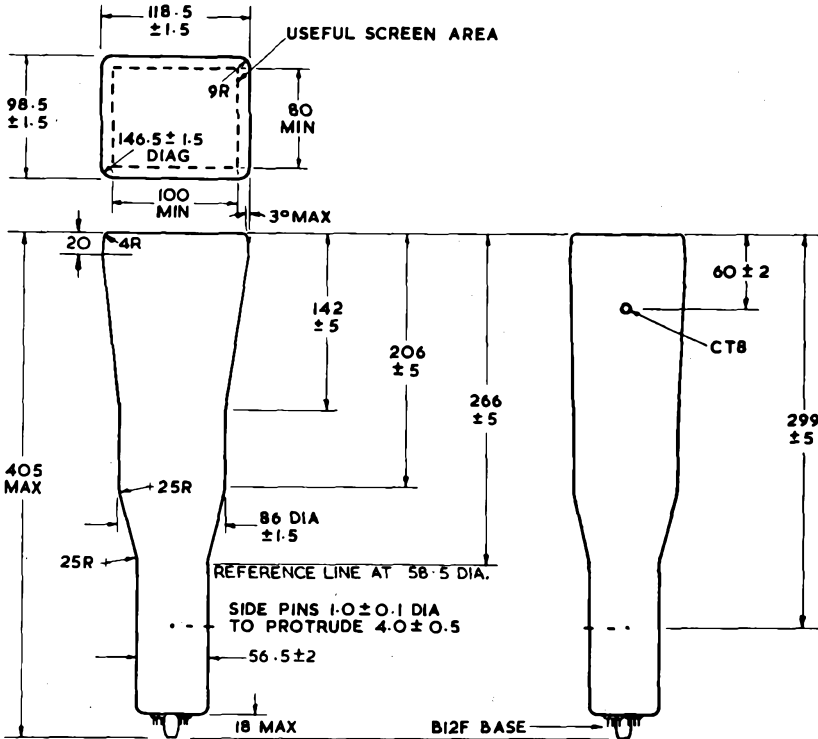 118.5
±1.5
USEFUL SCREEN AREA
9R
98.5
±1.5
80
MIN
146.5±1.5
DIAG
100
MIN
3° MAX
20
4R
60±2
142
±5
CT8
206
±5
266
±5
299
±5
405
MAX
25R
86 DIA
±1.5
25R
REFERENCE LINE AT 58.5 DIA.
SIDE PINS 1.0±0.1 DIA
TO PROTRUDE 4.0±0.5
56.5±2
18 MAX
B12F BASE